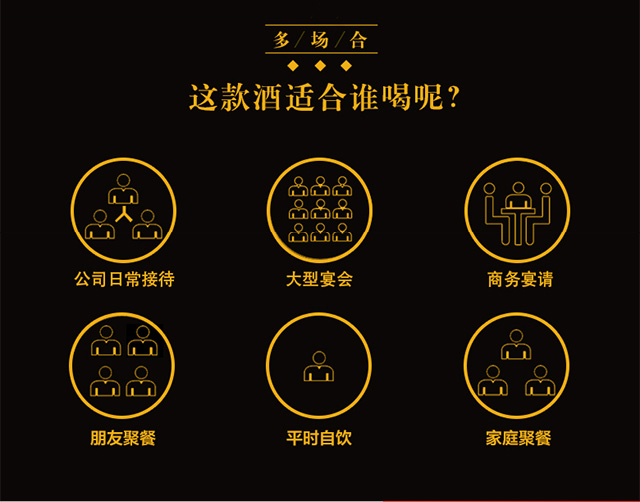 多/场/合
这款酒适合谁喝呢?
公司日常接待
大型宴会
商务宴请
朋友聚餐
平时自饮
家庭聚餐